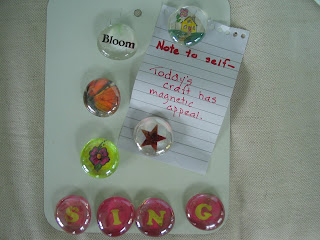 Bloom
Note to self-
Today's
craft has
magnetic
appeal.
SING